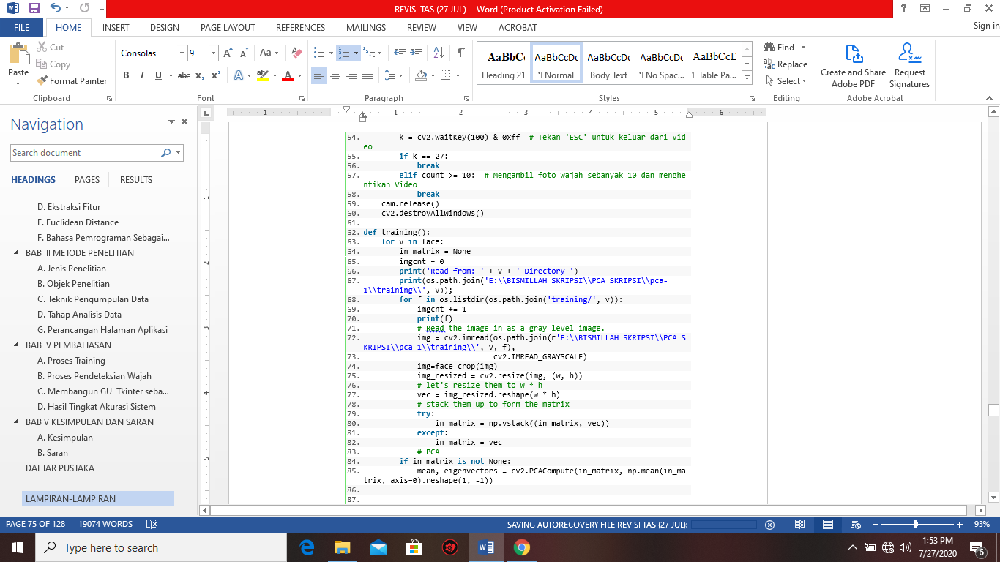 REVISI TAS (27 JUL) - Word (Product Activation Failed)
FILE HOME INSERT DESIGN PAGE LAYOUT REFERENCES MAILINGS REVIEW VIEW ACROBAT Sign in
Paste
Cut
Copy
Format Painter
Clipboard
Consolas 9
Font
Paragraph
AaBbCc Heading 21
AaBbCcDc ¶ Normal
AaBbCcDc Body Text
AaBbCcDc ¶ No Spac...
AaBbCcD ¶ Table Pa...
Styles
Find
Replace
Select
Editing
Create and Share Adobe PDF
Request Signatures
Adobe Acrobat
Navigation
Search document
HEADINGS PAGES RESULTS
D. Ekstraksi Fitur
E. Euclidean Distance
F. Bahasa Pemrograman Sebagai...
BAB III METODE PENELITIAN
A. Jenis Penelitian
B. Objek Penelitian
C. Teknik Pengumpulan Data
D. Tahap Analisis Data
G. Perancangan Halaman Aplikasi
BAB IV PEMBAHASAN
A. Proses Training
B. Proses Pendeteksian Wajah
C. Membangun GUI Tkinter seba...
D. Hasil Tingkat Akurasi Sistem
BAB V KESIMPULAN DAN SARAN
A. Kesimpulan
B. Saran
DAFTAR PUSTAKA
LAMPIRAN-LAMPIRAN
1 1 2 3 4 5 6
1
2
3
4
5
54. k = cv2.waitKey(100) & 0xff # Tekan 'ESC' untuk keluar dari Vid
eo
55. if k == 27:
56. break
57. elif count >= 10: # Mengambil foto wajah sebanyak 10 dan menghe
ntikan Video
58. break
59. cam.release()
60. cv2.destroyAllWindows()
61.
62. def training():
63. for v in face:
64. in_matrix = None
65. imgcnt = 0
66. print('Read from: ' + v + ' Directory ')
67. print(os.path.join('E:\\BISMILLAH SKRIPSI\\PCA SKRIPSI\\pca-
1\\training\\', v));
68. for f in os.listdir(os.path.join('training/', v)):
69. imgcnt += 1
70. print(f)
71. # Read the image in as a gray level image.
72. img = cv2.imread(os.path.join(r'E:\\BISMILLAH SKRIPSI\\PCA S
KRIPSI\\pca-1\\training\\', v, f),
73. cv2.IMREAD_GRAYSCALE)
74. img=face_crop(img)
75. img_resized = cv2.resize(img, (w, h))
76. # let's resize them to w * h
77. vec = img_resized.reshape(w * h)
78. # stack them up to form the matrix
79. try:
80. in_matrix = np.vstack((in_matrix, vec))
81. except:
82. in_matrix = vec
83. # PCA
84. if in_matrix is not None:
85. mean, eigenvectors = cv2.PCACompute(in_matrix, np.mean(in_ma
trix, axis=0).reshape(1, -1))
86.
87.
PAGE 75 OF 128 19074 WORDS SAVING AUTORECOVERY FILE REVISI TAS (27 JUL): 93%
Type here to search
1:53 PM
7/27/2020
6